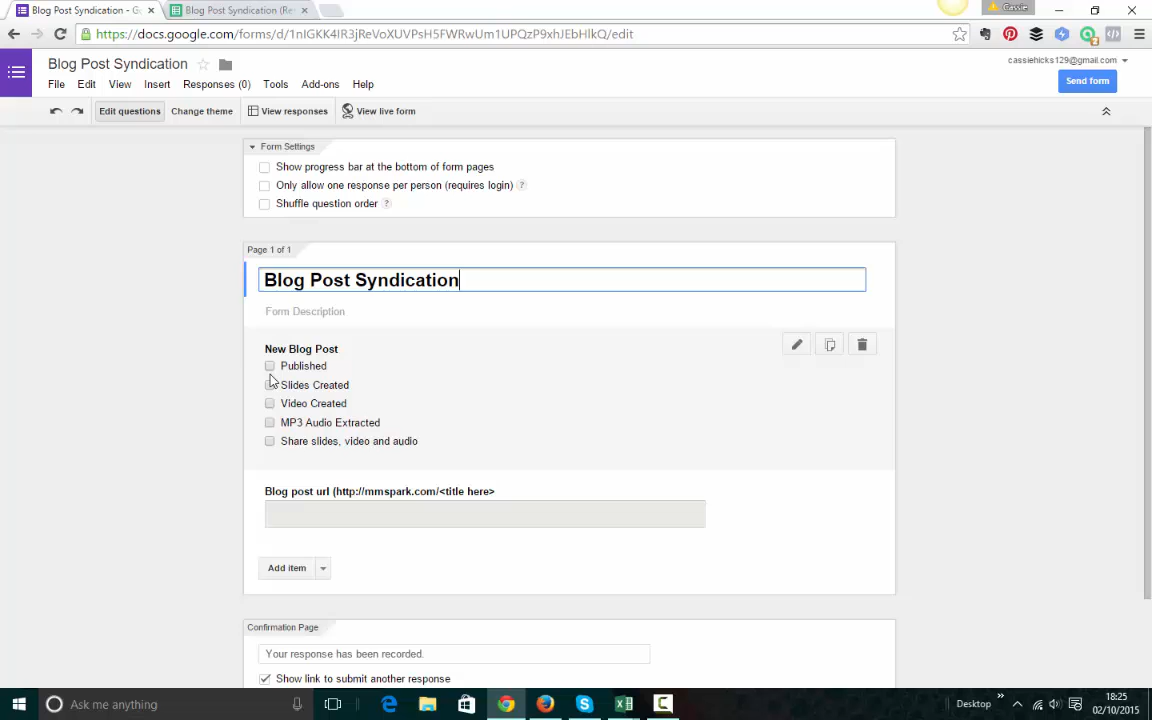 Blog Post Syndication - G
Blog Post Syndication (Re
Cassie
https://docs.google.com/forms/d/1nIGKK4IR3jReVoXUVPsH5FWRwUm1UPQzP9xhJEbHlkQ/edit
Blog Post Syndication
cassiehicks129@gmail.com
File Edit View Insert Responses (0) Tools Add-ons Help
Send form
Edit questions Change theme View responses View live form
Form Settings
Show progress bar at the bottom of form pages
Only allow one response per person (requires login) ?
Shuffle question order ?
Page 1 of 1
Blog Post Syndication
Form Description
New Blog Post
Published
Slides Created
Video Created
MP3 Audio Extracted
Share slides, video and audio
Blog post url (http://mmspark.com/<title here>
Add item
Confirmation Page
Your response has been recorded.
Show link to submit another response
Ask me anything
Desktop
18:25
02/10/2015